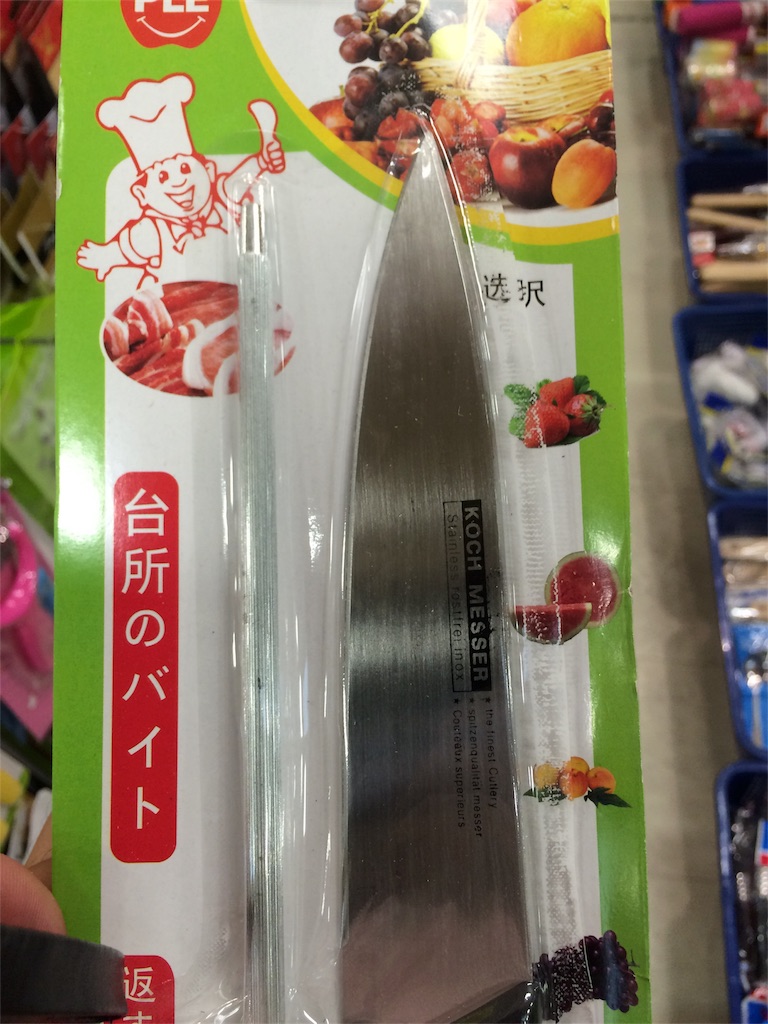 PLE
选択
台所のバイト
KOCH MESSER
Stainless rostfrei inox
★ the finest Cutlery
★ spitzenqualitat messer
★ Couteaux superieurs
返